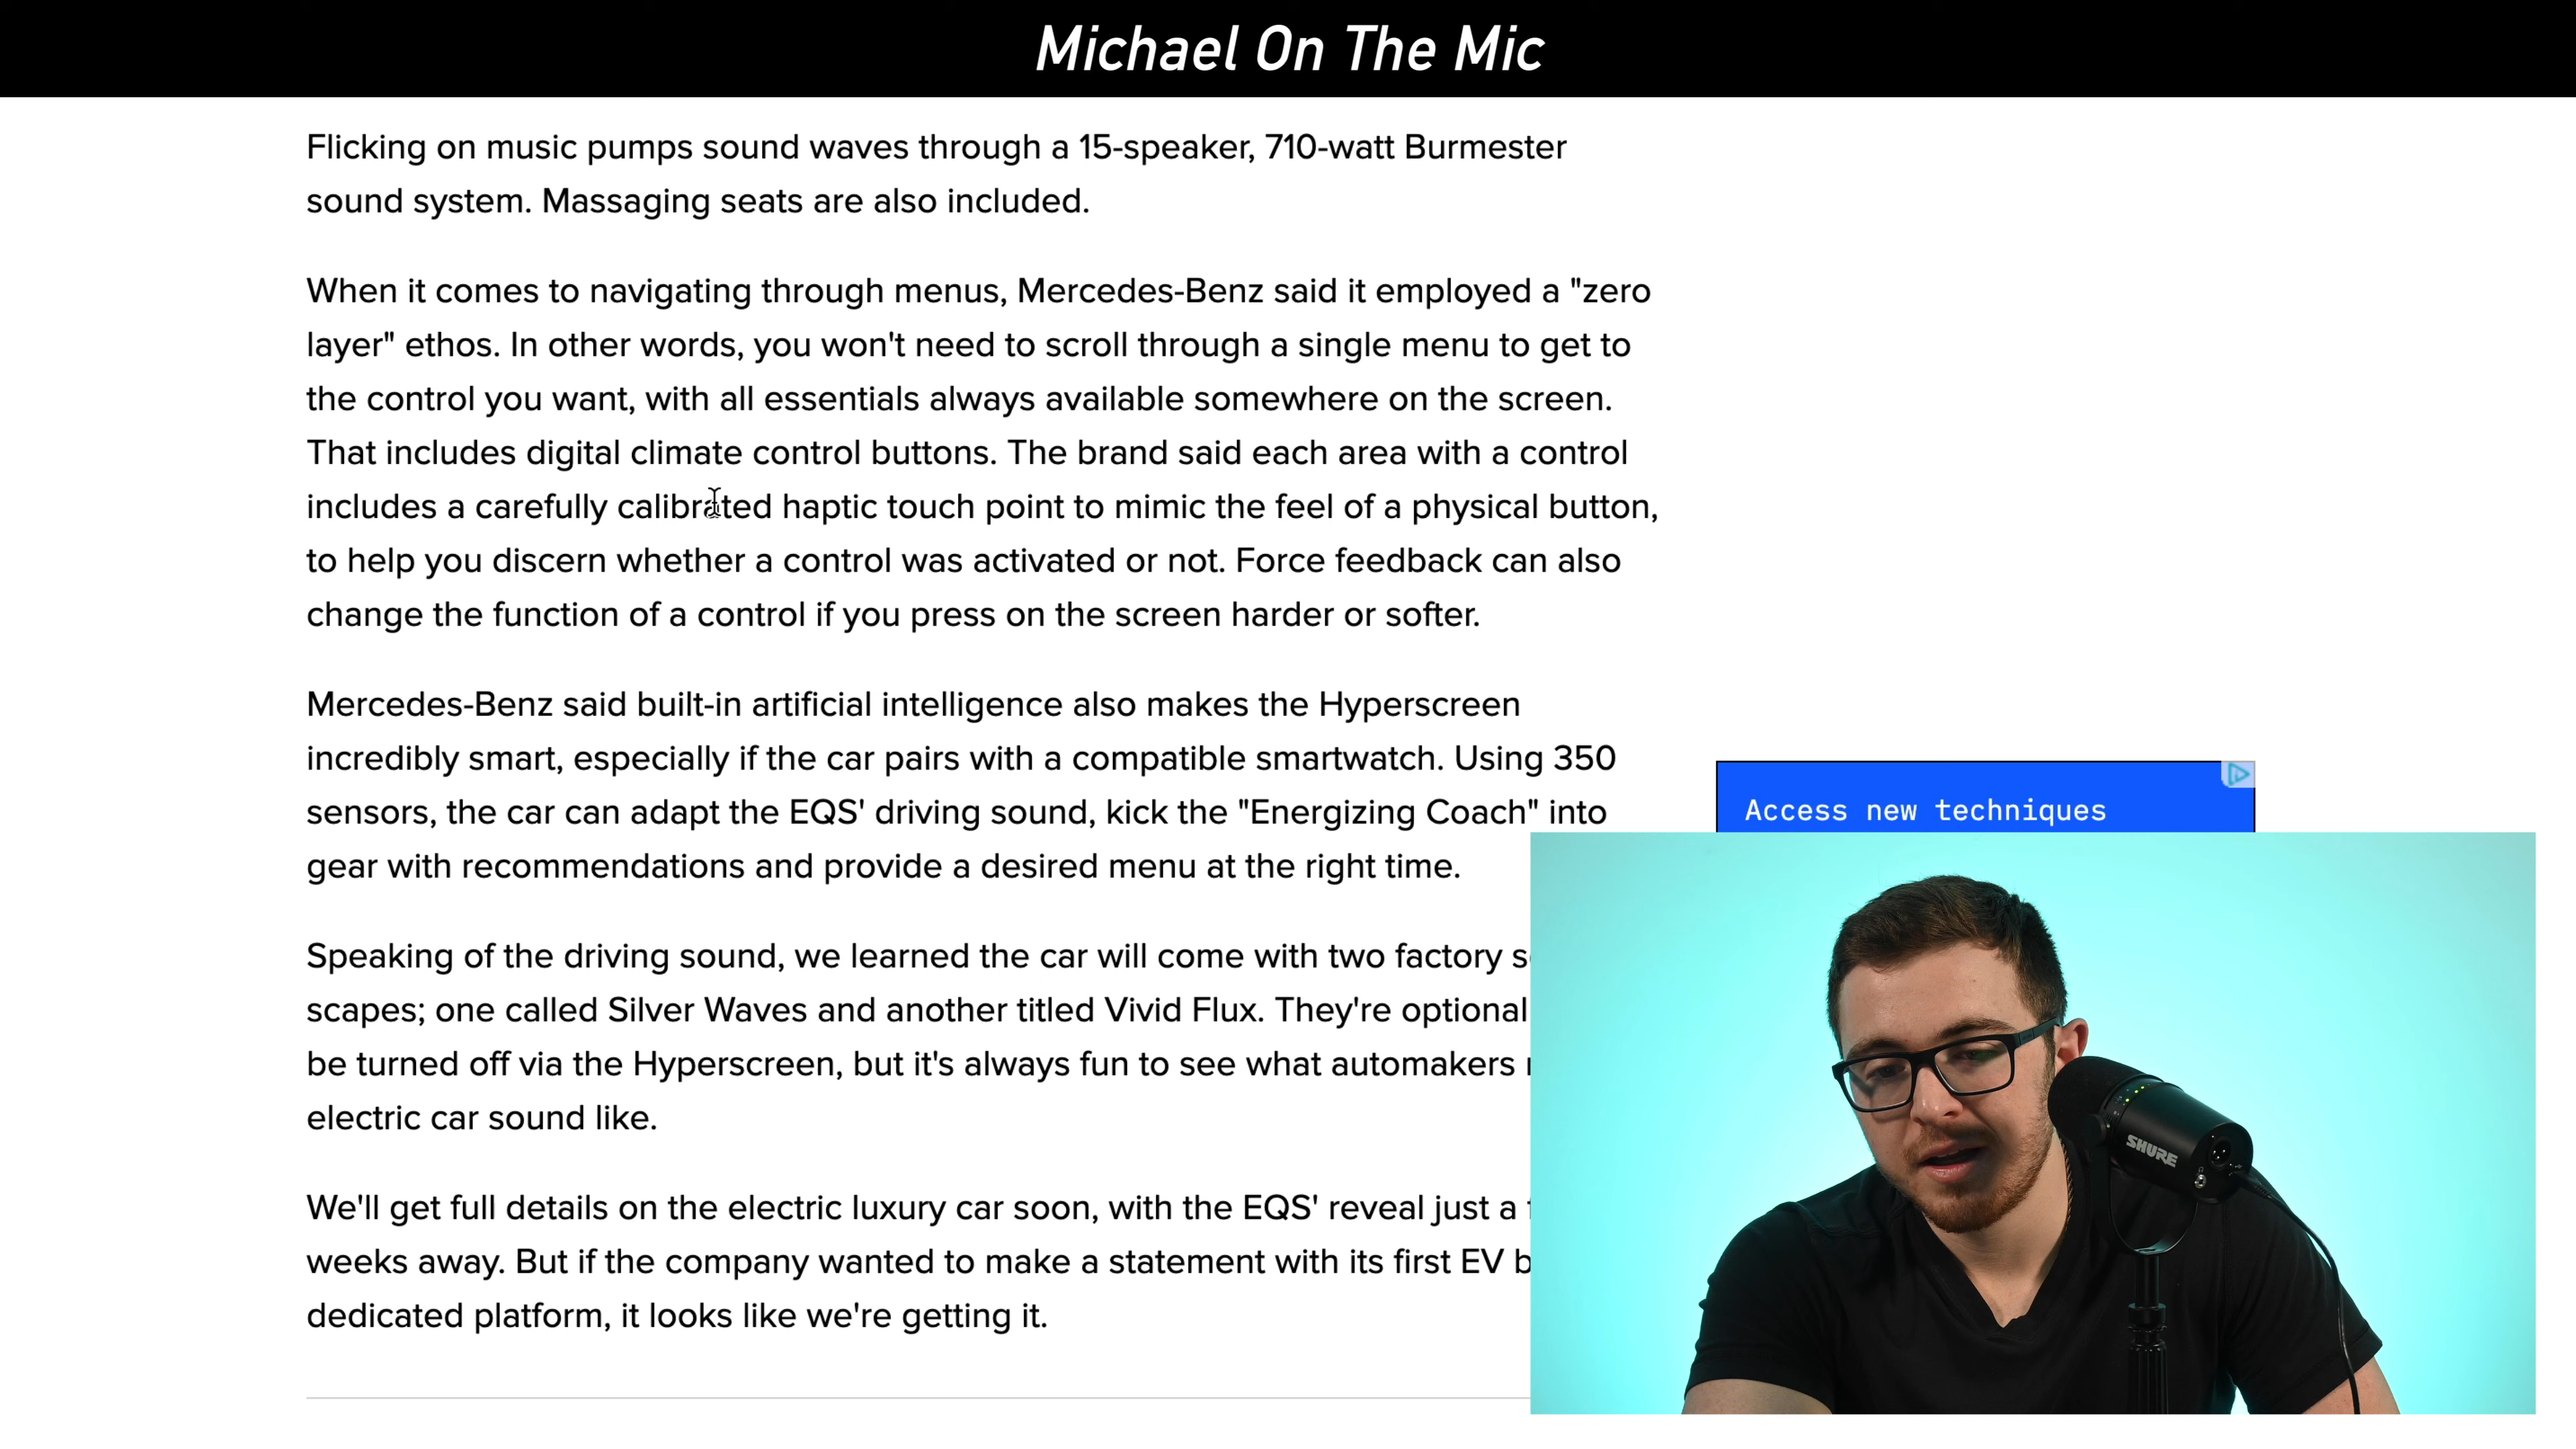 Michael On The Mic
Flicking on music pumps sound waves through a 15-speaker, 710-watt Burmester
sound system. Massaging seats are also included.
When it comes to navigating through menus, Mercedes-Benz said it employed a "zero
layer" ethos. In other words, you won't need to scroll through a single menu to get to
the control you want, with all essentials always available somewhere on the screen.
That includes digital climate control buttons. The brand said each area with a control
includes a carefully calibrated haptic touch point to mimic the feel of a physical button,
to help you discern whether a control was activated or not. Force feedback can also
change the function of a control if you press on the screen harder or softer.
Mercedes-Benz said built-in artificial intelligence also makes the Hyperscreen
incredibly smart, especially if the car pairs with a compatible smartwatch. Using 350
sensors, the car can adapt the EQS' driving sound, kick the "Energizing Coach" into
gear with recommendations and provide a desired menu at the right time.
Speaking of the driving sound, we learned the car will come with two factory
scapes; one called Silver Waves and another titled Vivid Flux. They're optional
be turned off via the Hyperscreen, but it's always fun to see what automakers
electric car sound like.
We'll get full details on the electric luxury car soon, with the EQS' reveal just a
weeks away. But if the company wanted to make a statement with its first EV
dedicated platform, it looks like we're getting it.
Access new techniques
SHURE